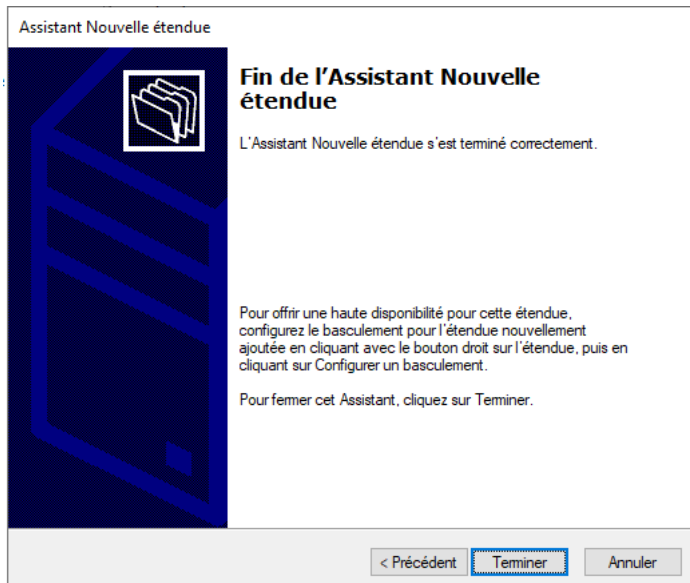 Assistant Nouvelle étendue
Fin de l’Assistant Nouvelle
étendue
L’Assistant Nouvelle étendue s’est terminé correctement.
Pour offrir une haute disponibilité pour cette étendue,
configurez le basculement pour l’étendue nouvellement
ajoutée en cliquant avec le bouton droit sur l’étendue, puis en
cliquant sur Configurer un basculement.
Pour fermer cet Assistant, cliquez sur Terminer.
< Précédent
Terminer
Annuler